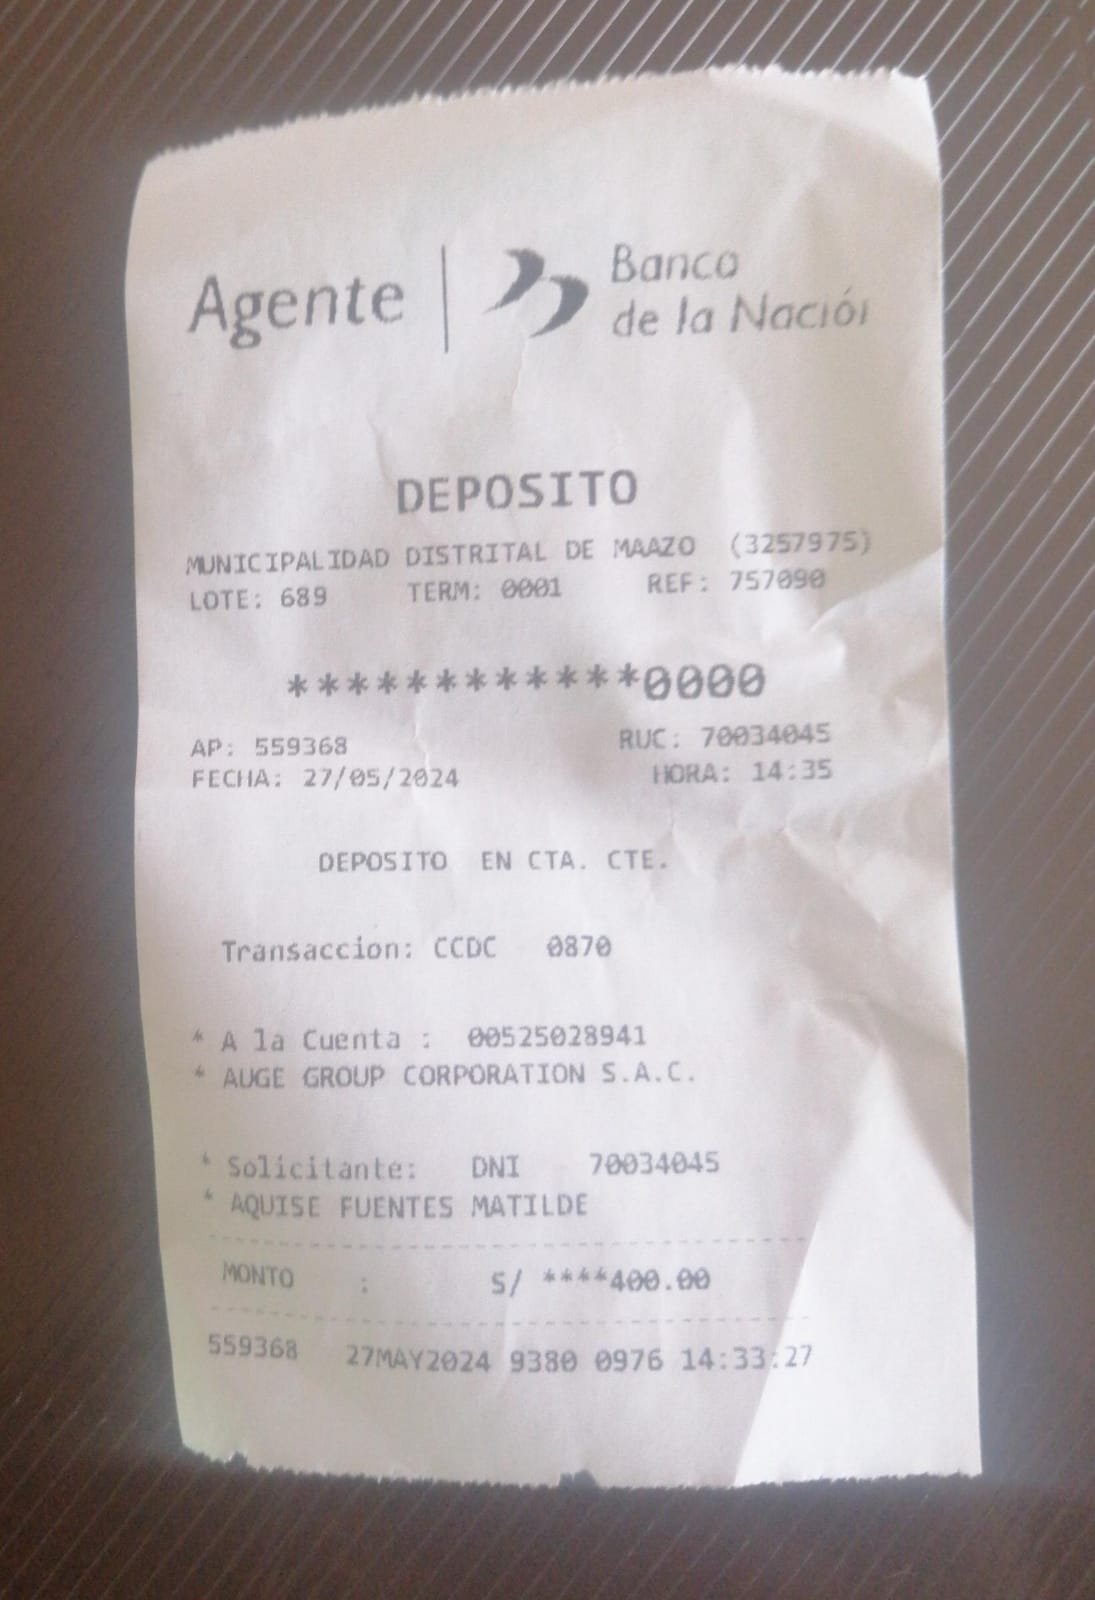 Agente | Banco
de la Nación
DEPOSITO
MUNICIPALIDAD DISTRITAL DE MAAZO (3257975)
LOTE: 689 TERM: 0001 REF: 757090
************0000
AP: 559368 RUC: 70034045
FECHA: 27/05/2024 HORA: 14:35
DEPOSITO EN CTA. CTE.
Transaccion: CCDC 0870
* A la Cuenta : 00525028941
* AUGE GROUP CORPORATION S.A.C.
* Solicitante: DNI 70034045
* AQUISE FUENTES MATILDE
MONTO : S/ ****400.00
559368 27MAY2024 9380 0976 14:33:27